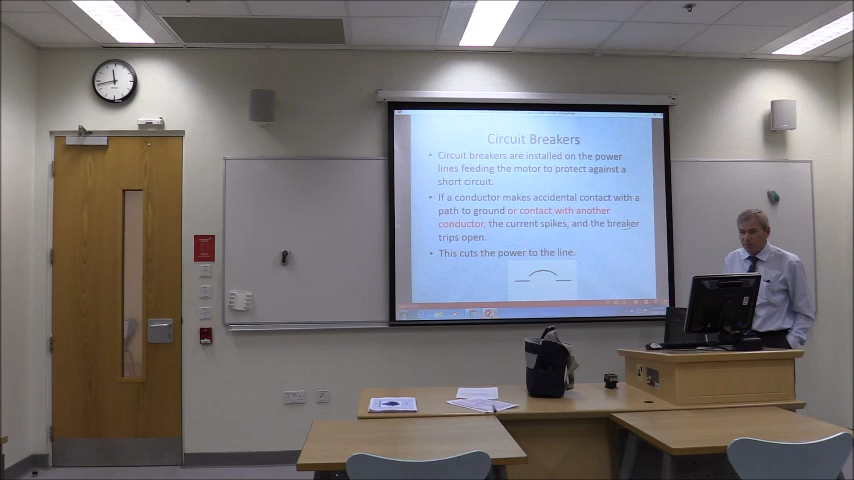 Circuit Breakers
• Circuit breakers are installed on the power
lines feeding the motor to protect against a
short circuit.
• If a conductor makes accidental contact with a
path to ground or contact with another
conductor, the current spikes, and the breaker
trips open.
• This cuts the power to the line.